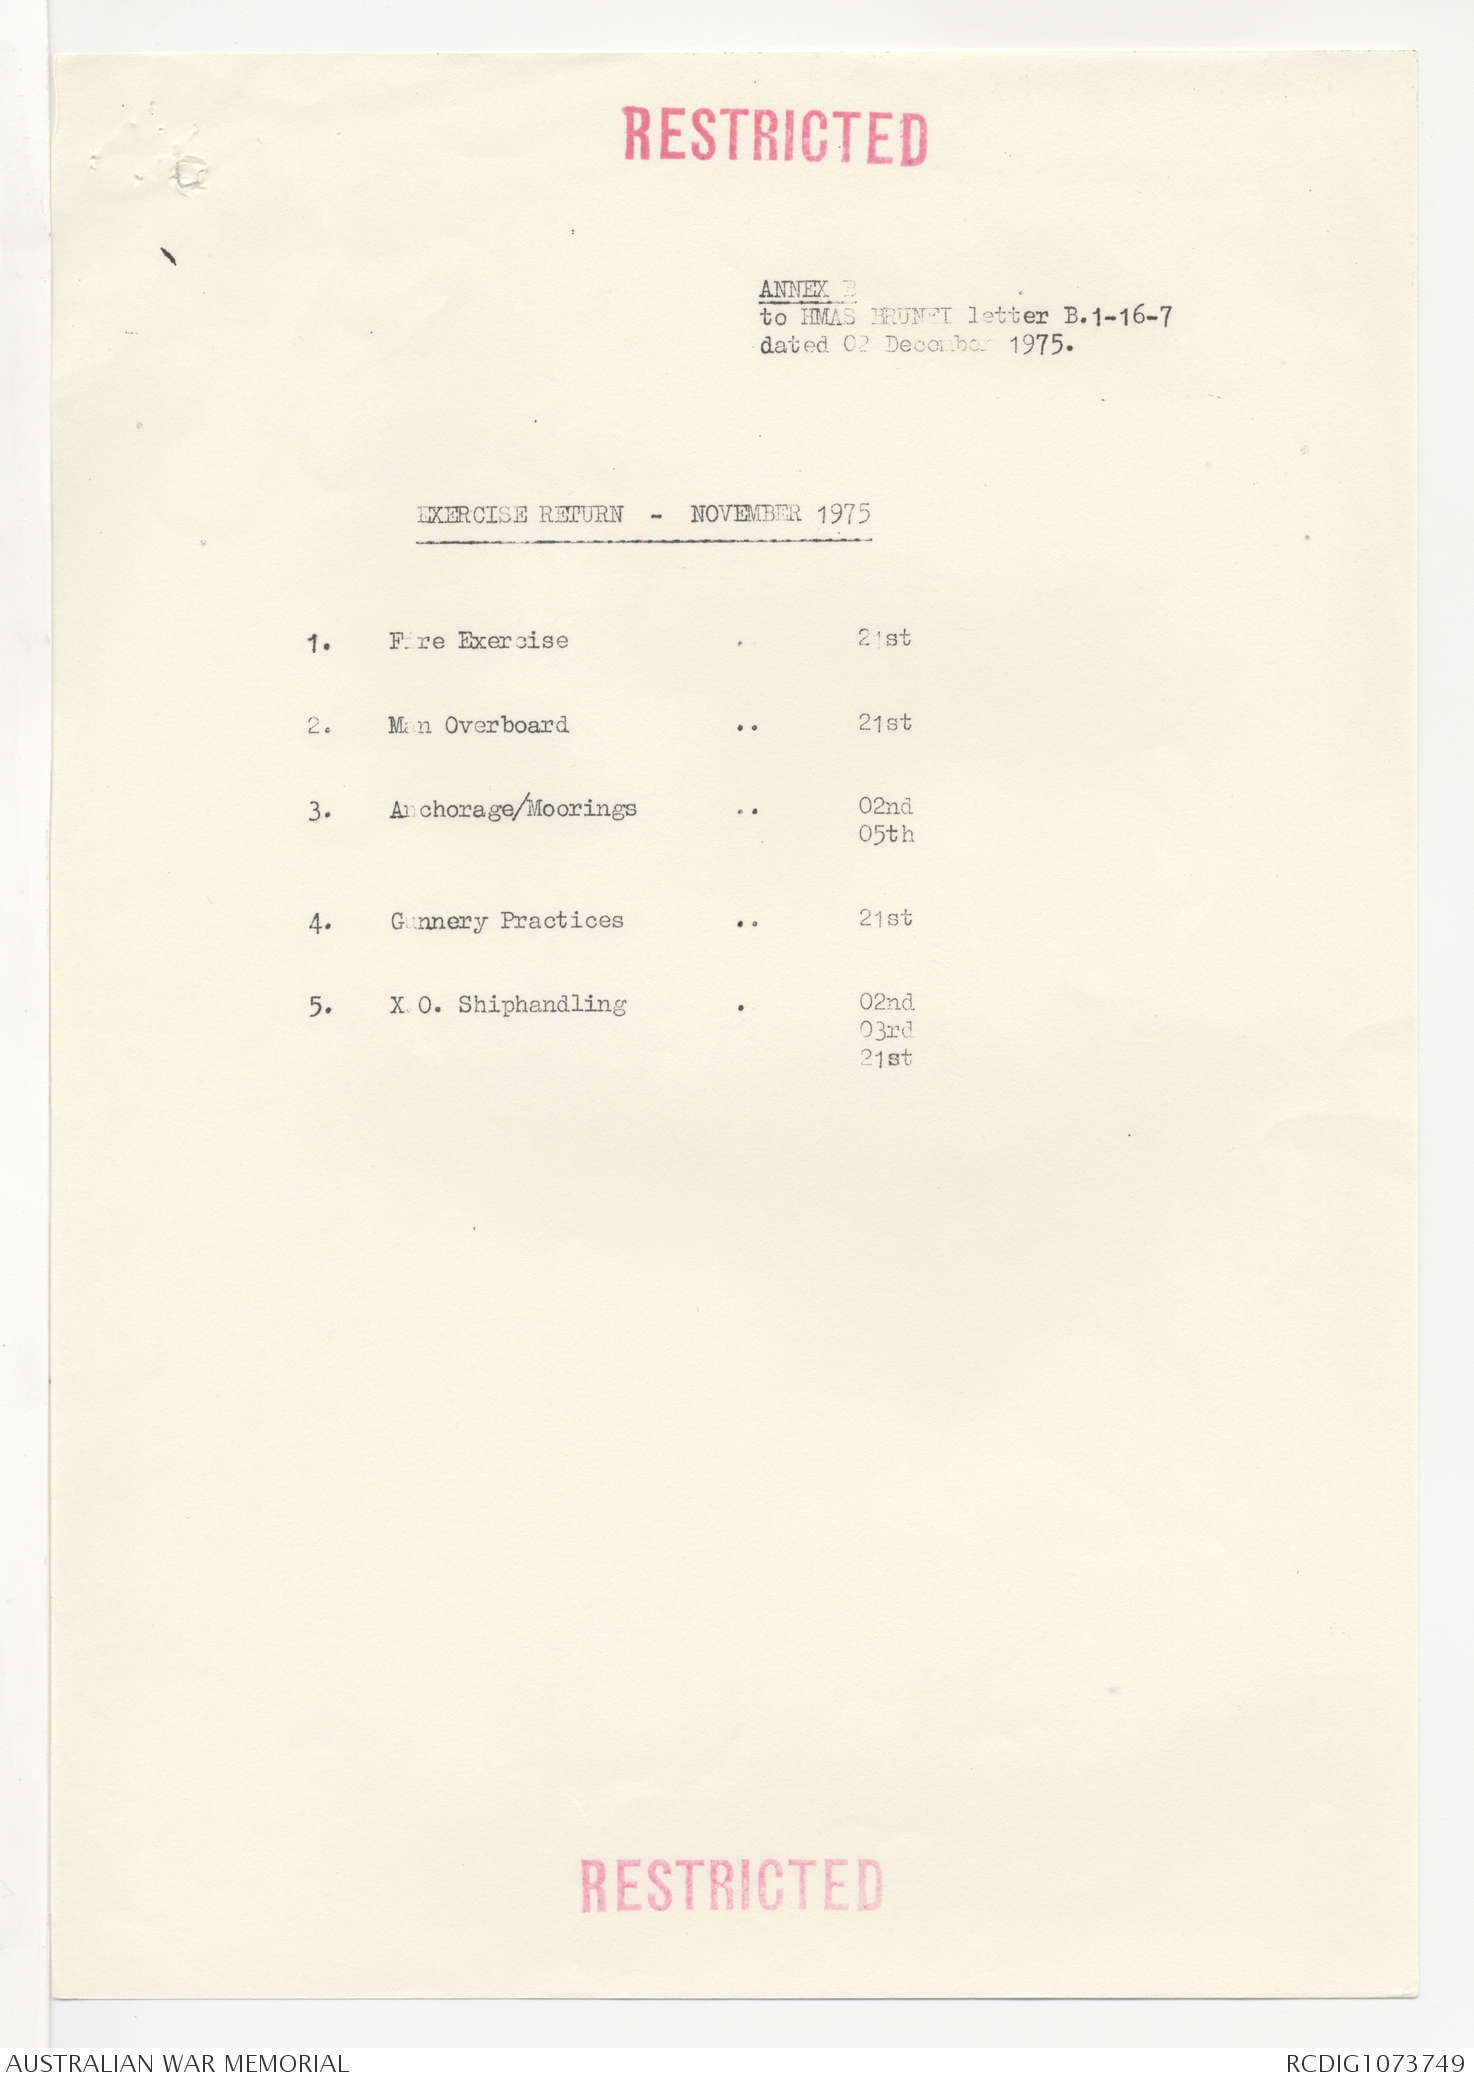 RESTRICTED
ANNEX B
to HMAS BRUNEI letter B.1-16-7
dated 02 December 1975.
EXERCISE RETURN - NOVEMBER 1975
1. Fire Exercise . 21st
2. Man Overboard .. 21st
3. Anchorage/Moorings .. 02nd
05th
4. Gunnery Practices .. 21st
5. X.O. Shiphandling . 02nd
03rd
21st
RESTRICTED
AUSTRALIAN WAR MEMORIAL
RCDIG1073749